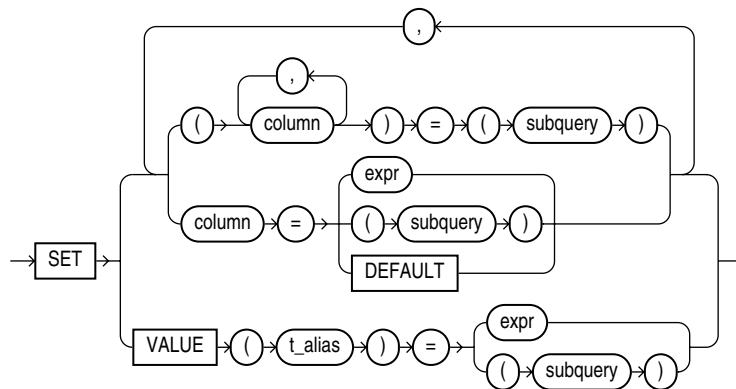 ,
,
( column ) = ( subquery )
expr
column = ( subquery )
DEFAULT
SET
VALUE ( t_alias ) = expr
( subquery )